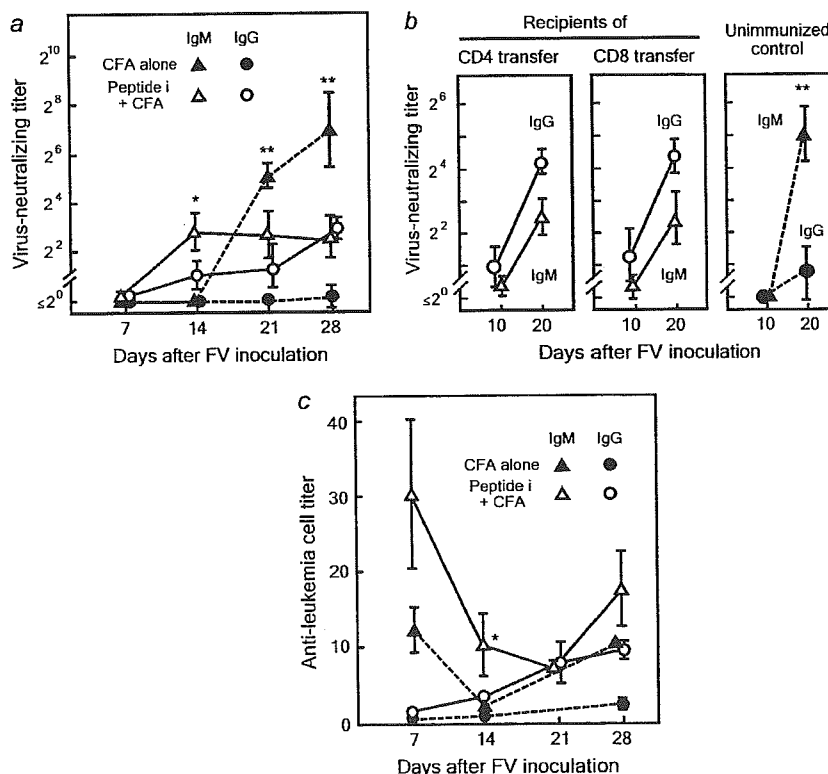 a
IgM IgG
CFA alone
Peptide i
+ CFA
*
**
**
Virus-neutralizing titer
2^10
2^8
2^6
2^4
2^2
≤2^0
7 14 21 28
Days after FV inoculation
b
Recipients of
CD4 transfer CD8 transfer
Unimmunized
control
Virus-neutralizing titer
2^6
2^4
2^2
≤2^0
IgG
IgM
IgG
IgM
**
IgM
IgG
10 20 10 20 10 20
Days after FV inoculation
c
IgM IgG
CFA alone
Peptide i
+ CFA
*
Anti-leukemia cell titer
40
30
20
10
0
7 14 21 28
Days after FV inoculation